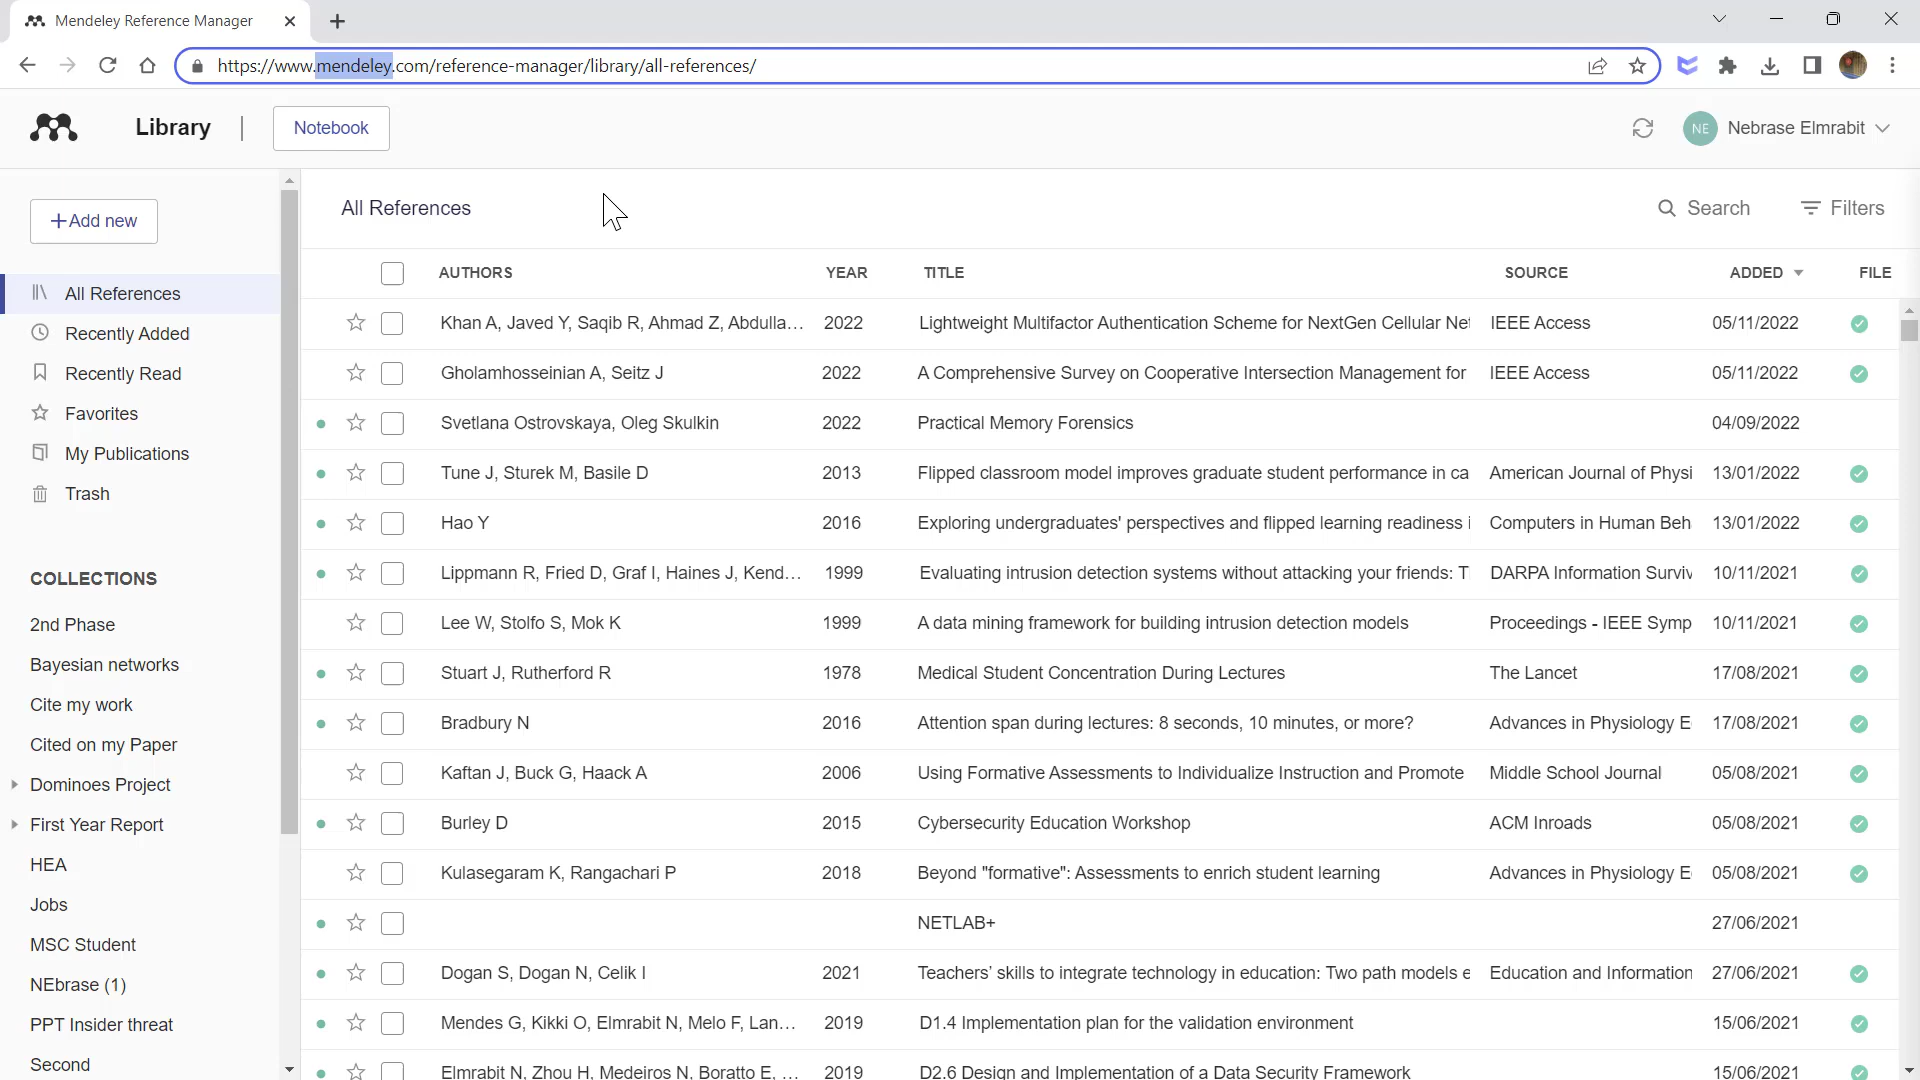 Mendeley Reference Manager
https://www.mendeley.com/reference-manager/library/all-references/
Library | Notebook
NE Nebrase Elmrabit
+Add new
All References
Recently Added
Recently Read
Favorites
My Publications
Trash
COLLECTIONS
2nd Phase
Bayesian networks
Cite my work
Cited on my Paper
Dominoes Project
First Year Report
HEA
Jobs
MSC Student
NEbrase (1)
PPT Insider threat
Second
All References
Search Filters
AUTHORS YEAR TITLE SOURCE ADDED FILE
Khan A, Javed Y, Saqib R, Ahmad Z, Abdulla... 2022 Lightweight Multifactor Authentication Scheme for NextGen Cellular Net IEEE Access 05/11/2022
Gholamhosseinian A, Seitz J 2022 A Comprehensive Survey on Cooperative Intersection Management for IEEE Access 05/11/2022
Svetlana Ostrovskaya, Oleg Skulkin 2022 Practical Memory Forensics 04/09/2022
Tune J, Sturek M, Basile D 2013 Flipped classroom model improves graduate student performance in ca American Journal of Physi 13/01/2022
Hao Y 2016 Exploring undergraduates' perspectives and flipped learning readiness i Computers in Human Beh 13/01/2022
Lippmann R, Fried D, Graf I, Haines J, Kend... 1999 Evaluating intrusion detection systems without attacking your friends: T DARPA Information Surviv 10/11/2021
Lee W, Stolfo S, Mok K 1999 A data mining framework for building intrusion detection models Proceedings - IEEE Symp 10/11/2021
Stuart J, Rutherford R 1978 Medical Student Concentration During Lectures The Lancet 17/08/2021
Bradbury N 2016 Attention span during lectures: 8 seconds, 10 minutes, or more? Advances in Physiology E 17/08/2021
Kaftan J, Buck G, Haack A 2006 Using Formative Assessments to Individualize Instruction and Promote Middle School Journal 05/08/2021
Burley D 2015 Cybersecurity Education Workshop ACM Inroads 05/08/2021
Kulasegaram K, Rangachari P 2018 Beyond "formative": Assessments to enrich student learning Advances in Physiology E 05/08/2021
NETLAB+ 27/06/2021
Dogan S, Dogan N, Celik I 2021 Teachers' skills to integrate technology in education: Two path models e Education and Information 27/06/2021
Mendes G, Kikki O, Elmrabit N, Melo F, Lan... 2019 D1.4 Implementation plan for the validation environment 15/06/2021
Elmrabit N, Zhou H, Medeiros N, Boratto E, ... 2019 D2.6 Design and Implementation of a Data Security Framework 15/06/2021